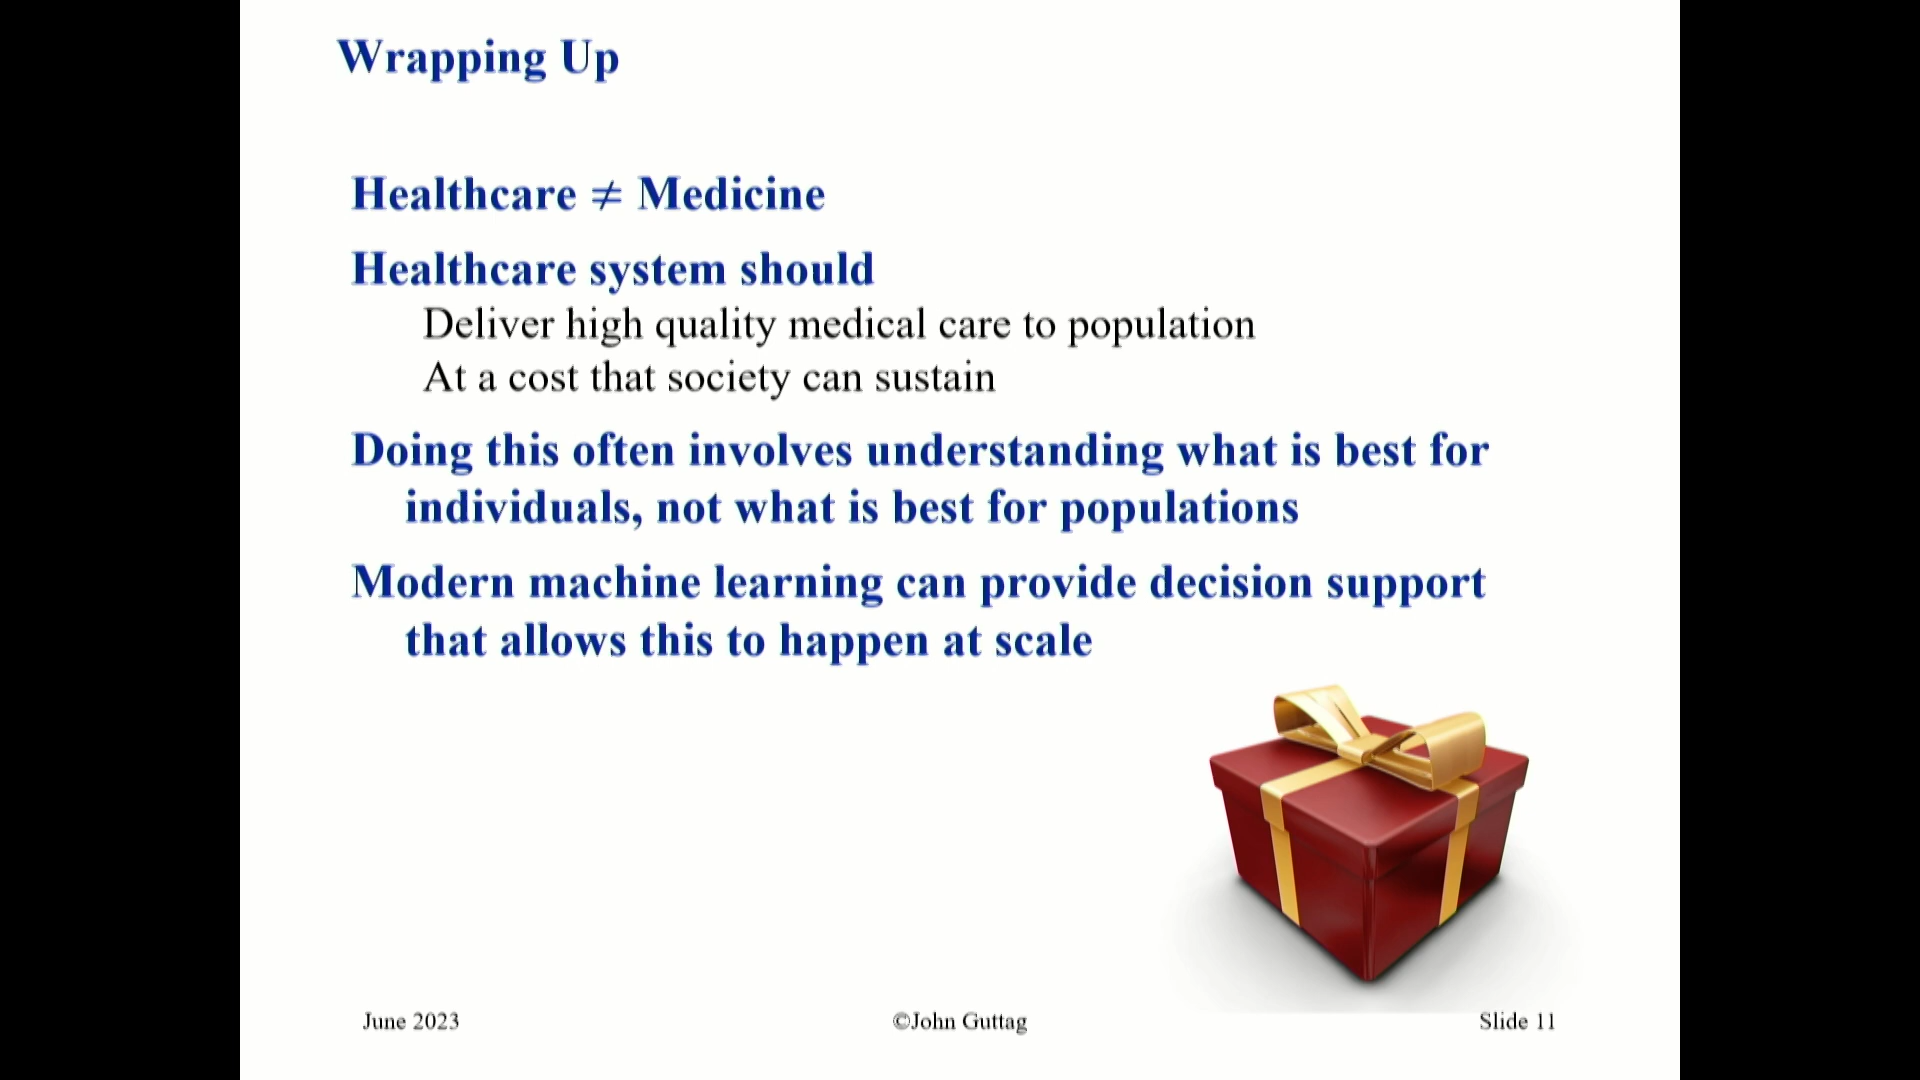 Wrapping Up
Healthcare ≠ Medicine
Healthcare system should
Deliver high quality medical care to population
At a cost that society can sustain
Doing this often involves understanding what is best for
individuals, not what is best for populations
Modern machine learning can provide decision support
that allows this to happen at scale
June 2023
©John Guttag
Slide 11